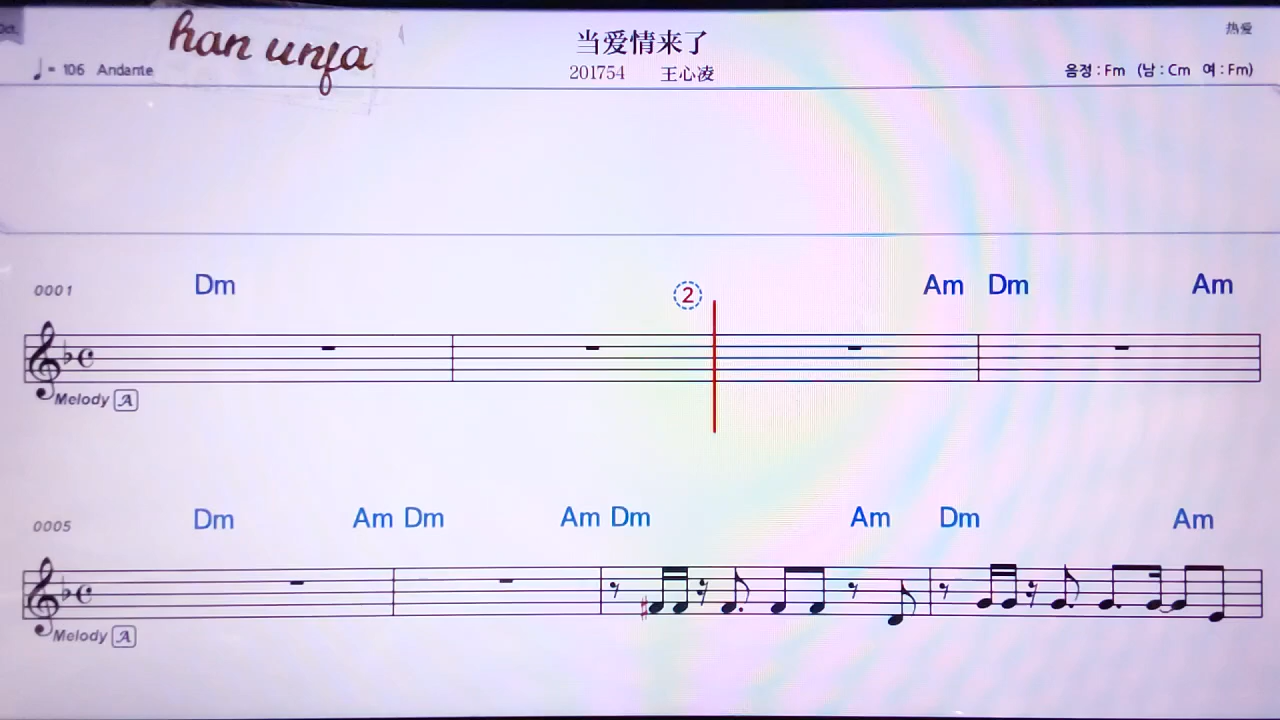 han unfa
当爱情来了
热爱
♩= 106 Andante
201754 王心凌
음정 : Fm (남 : Cm 여 : Fm)
0001 Dm ② Am Dm Am
Melody A
0005 Dm Am Dm Am Dm Am Dm Am
Melody A